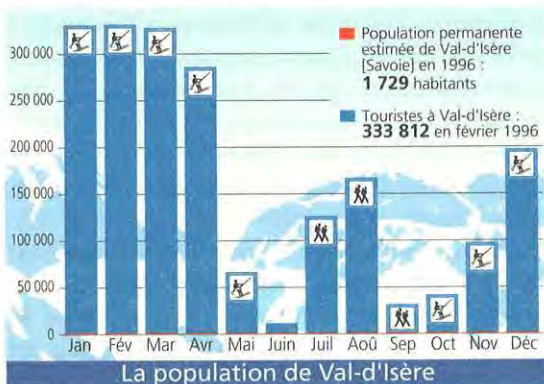 Population permanente
estimée de Val-d'Isère
[Savoie] en 1996 :
1 729 habitants
Touristes à Val-d'Isère :
333 812 en février 1996
300 000
250 000
200 000
150 000
100 000
50 000
0
Jan Fév Mar Avr Mai Juin Juil Aoû Sep Oct Nov Déc
La population de Val-d'Isère